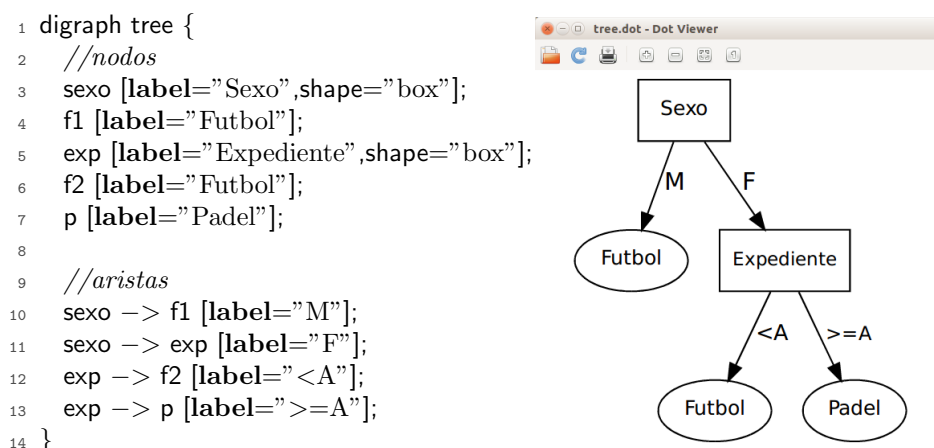 1 digraph tree {
2 //nodos
3 sexo [label="Sexo",shape="box"];
4 f1 [label="Futbol"];
5 exp [label="Expediente",shape="box"];
6 f2 [label="Futbol"];
7 p [label="Padel"];
8
9 //aristas
10 sexo −> f1 [label="M"];
11 sexo −> exp [label="F"];
12 exp −> f2 [label="<A"];
13 exp −> p [label=">=A"];
14 }
tree.dot - Dot Viewer
Sexo
M F
Futbol Expediente
<A >=A
Futbol Padel